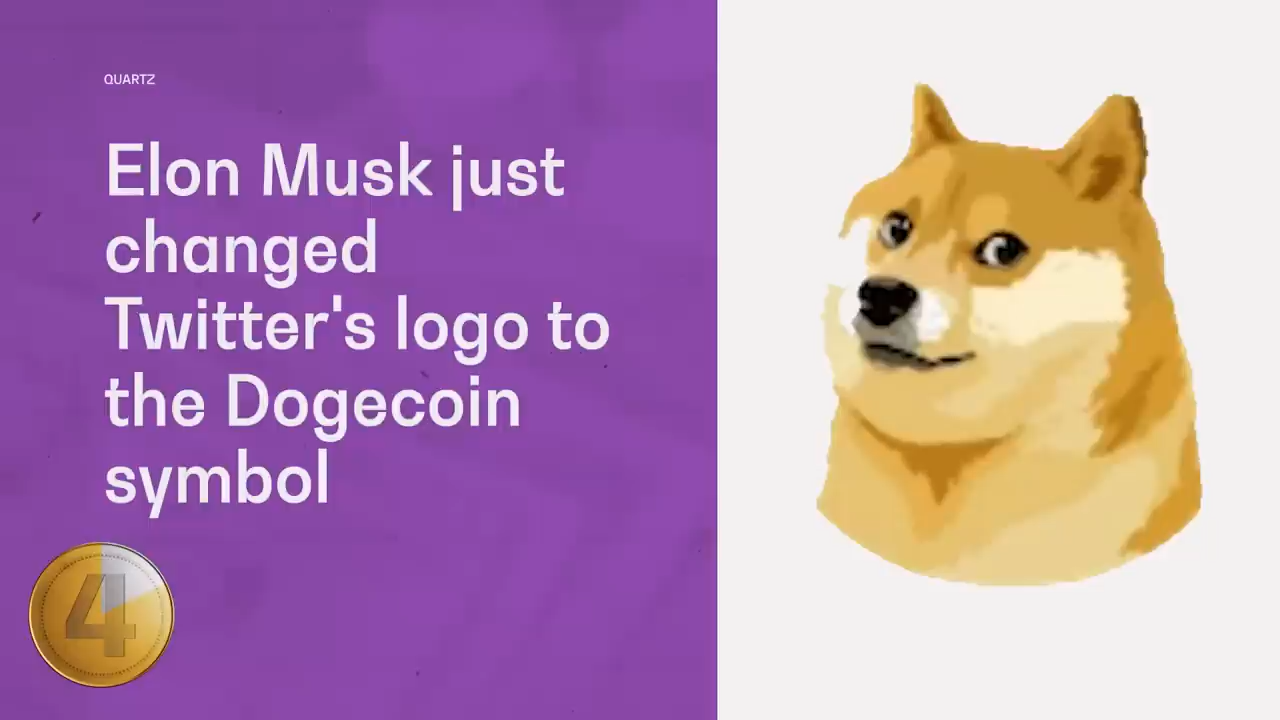 QUARTZ
Elon Musk just
changed
Twitter's logo to
the Dogecoin
symbol
4